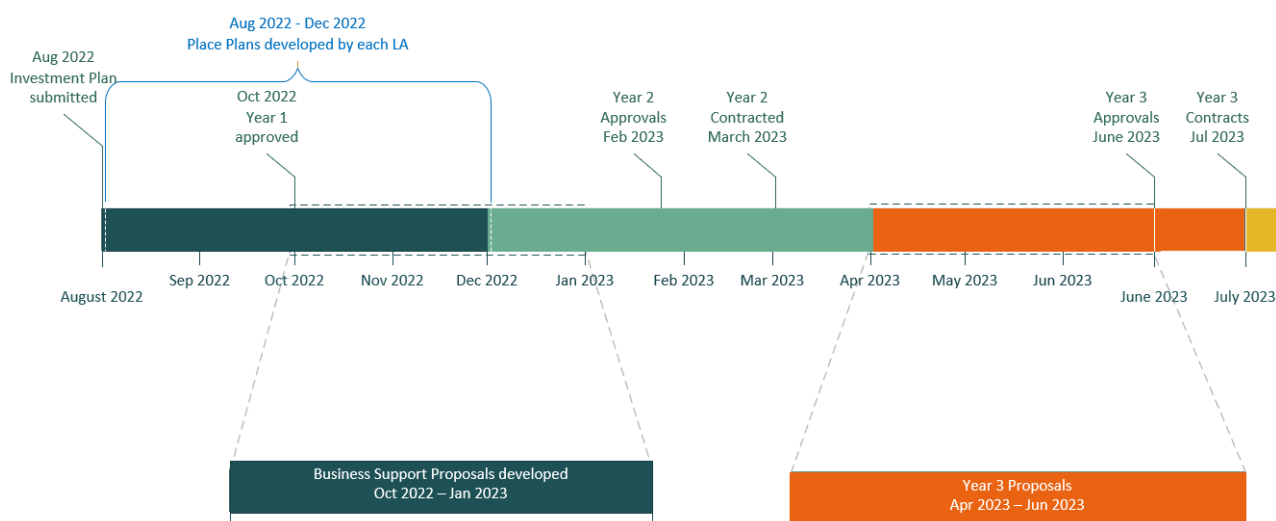 Aug 2022 - Dec 2022
Place Plans developed by each LA
Aug 2022
Investment Plan
submitted
Oct 2022
Year 1
approved
Year 2
Approvals
Feb 2023
Year 2
Contracted
March 2023
Year 3
Approvals
June 2023
Year 3
Contracts
Jul 2023
August 2022
Sep 2022
Oct 2022
Nov 2022
Dec 2022
Jan 2023
Feb 2023
Mar 2023
Apr 2023
May 2023
Jun 2023
June 2023
July 2023
Business Support Proposals developed
Oct 2022 – Jan 2023
Year 3 Proposals
Apr 2023 – Jun 2023